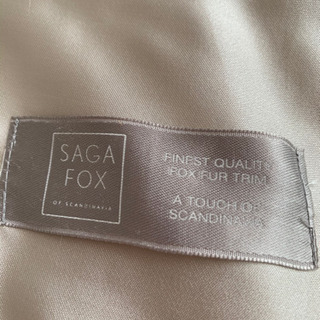 SAGA
FOX
OF SCANDINAVIA
FINEST QUALITY
FOX FUR TRIM
A TOUCH OF
SCANDINAVIA